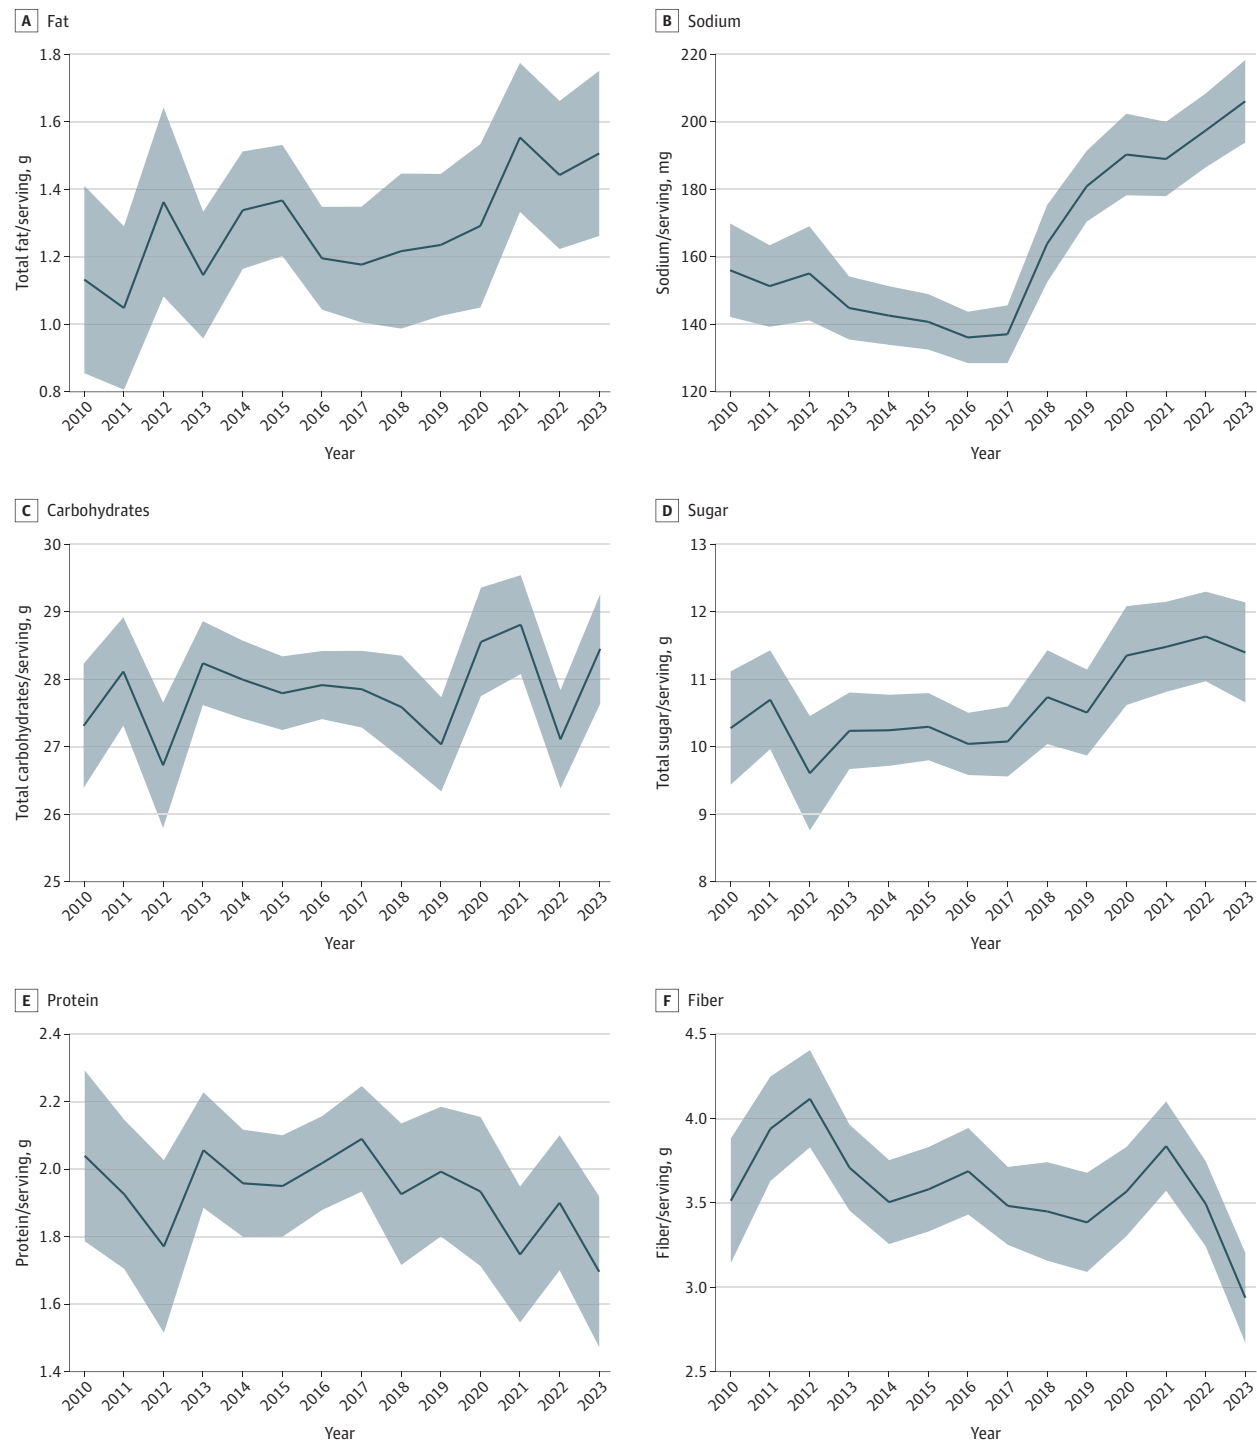 A Fat
1.8
1.6
1.4
1.2
1.0
0.8
Total fat/serving, g
2010 2011 2012 2013 2014 2015 2016 2017 2018 2019 2020 2021 2022 2023
Year
B Sodium
220
200
180
160
140
120
Sodium/serving, mg
2010 2011 2012 2013 2014 2015 2016 2017 2018 2019 2020 2021 2022 2023
Year
C Carbohydrates
30
29
28
27
26
25
Total carbohydrates/serving, g
2010 2011 2012 2013 2014 2015 2016 2017 2018 2019 2020 2021 2022 2023
Year
D Sugar
13
12
11
10
9
8
Total sugar/serving, g
2010 2011 2012 2013 2014 2015 2016 2017 2018 2019 2020 2021 2022 2023
Year
E Protein
2.4
2.2
2.0
1.8
1.6
1.4
Protein/serving, g
2010 2011 2012 2013 2014 2015 2016 2017 2018 2019 2020 2021 2022 2023
Year
F Fiber
4.5
4.0
3.5
3.0
2.5
Fiber/serving, g
2010 2011 2012 2013 2014 2015 2016 2017 2018 2019 2020 2021 2022 2023
Year